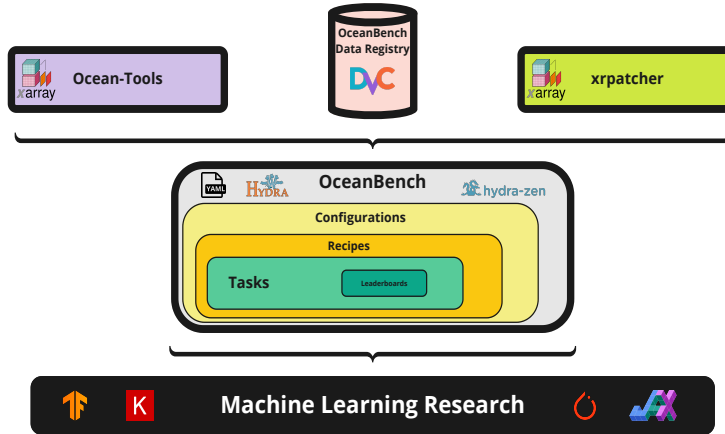 OceanBench
Data Registry
DVC
xarray
Ocean-Tools
xarray
xrpatcher
YAML
HYDRA
OceanBench
hydra-zen
Configurations
Recipes
Tasks
Leaderboards
K
Machine Learning Research
JAX